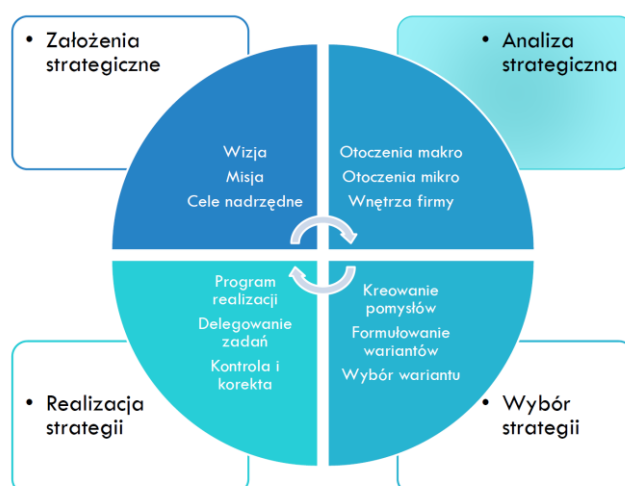 • Założenia
strategiczne
• Analiza
strategiczna
Wizja
Misja
Cele nadrzędne
Otoczenia makro
Otoczenia mikro
Wnętrza firmy
Program
realizacji
Delegowanie
zadań
Kontrola i
korekta
Kreowanie
pomysłów
Formułowanie
wariantów
Wybór wariantu
• Realizacja
strategii
• Wybór
strategii